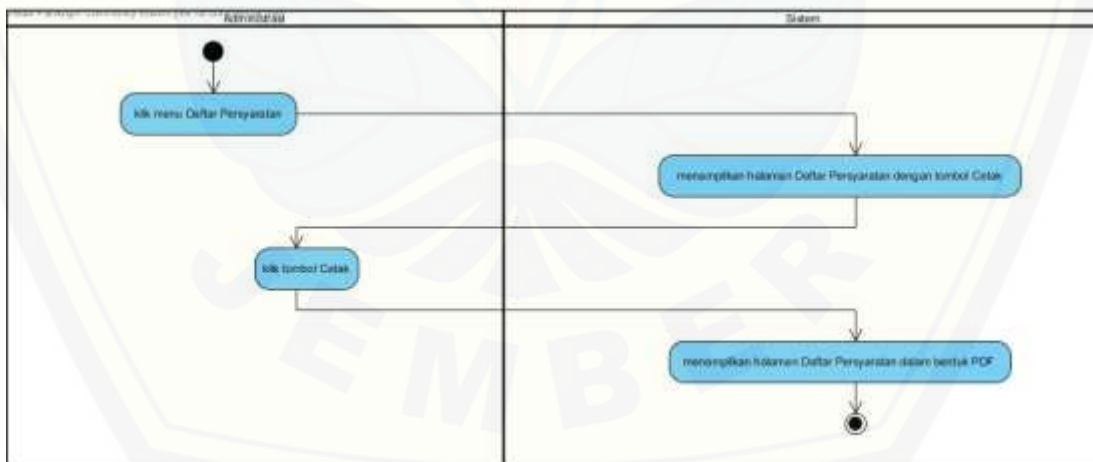 Administrasi
Sistem
klik menu Daftar Persyaratan
menampilkan halaman Daftar Persyaratan dengan tombol Cetak
klik tombol Cetak
menampilkan halaman Daftar Persyaratan dalam bentuk PDF
JEMBER